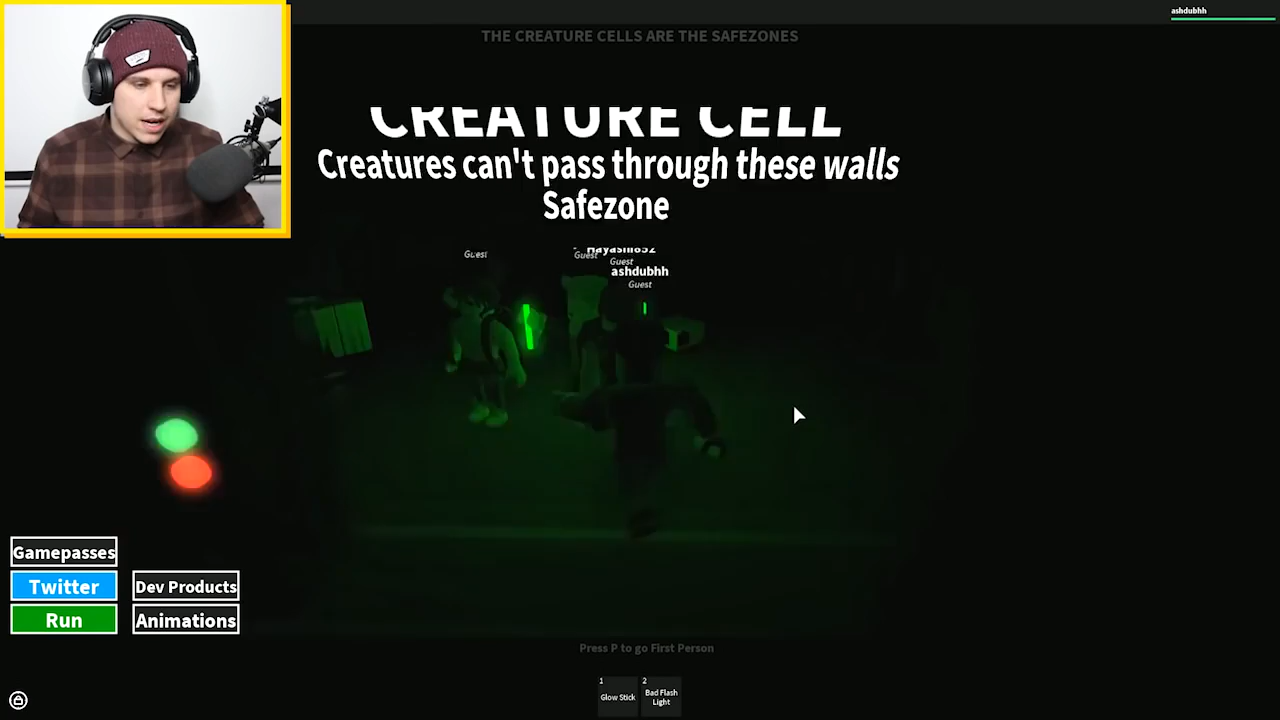 ashdubhh
THE CREATURE CELLS ARE THE SAFEZONES
CREATURE CELL
Creatures can't pass through these walls
Safezone
Guest
Hayashi632
Guest
Guest
ashdubhh
Guest
Gamepasses
Twitter
Dev Products
Run
Animations
Press P to go First Person
1
2
Glow Stick
Bad Flash
Light